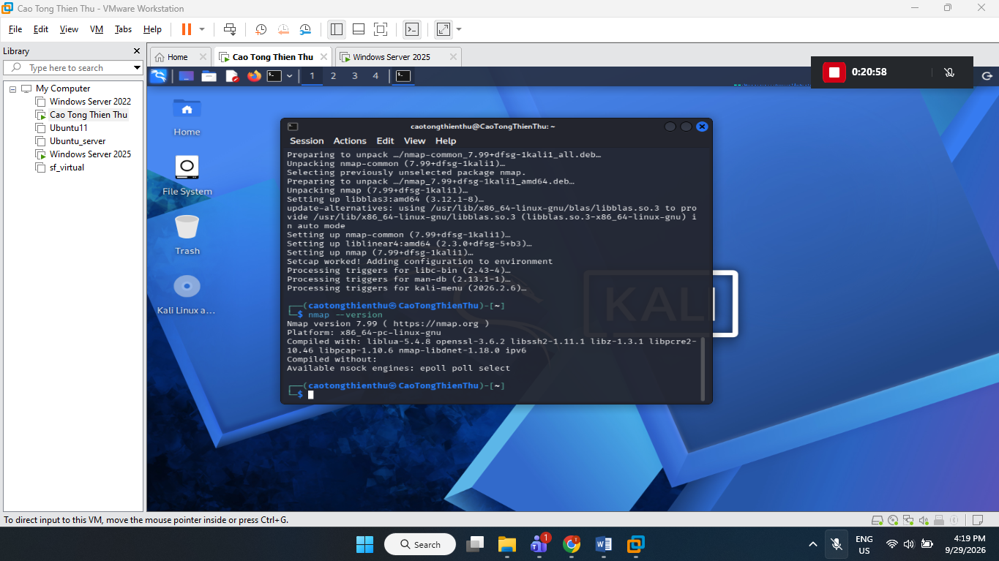 Cao Tong Thien Thu - VMware Workstation
File Edit View VM Tabs Help
Library
Type here to search
My Computer
Windows Server 2022
Cao Tong Thien Thu
Ubuntu11
Ubuntu_server
Windows Server 2025
sf_virtual
Home Cao Tong Thien Thu Windows Server 2025
1 2 3 4
0:20:58
Home
File System
Trash
Kali Linux a...
caotongthienthu@CaoTongThienThu: ~
Session Actions Edit View Help
Preparing to unpack …/nmap-common_7.99+dfsg-1kali1_all.deb…
Unpacking nmap-common (7.99+dfsg-1kali1)…
Selecting previously unselected package nmap.
Preparing to unpack …/nmap_7.99+dfsg-1kali1_amd64.deb…
Unpacking nmap (7.99+dfsg-1kali1)…
Setting up libblas3:amd64 (3.12.1-8)…
update-alternatives: using /usr/lib/x86_64-linux-gnu/blas/libblas.so.3 to pro
vide /usr/lib/x86_64-linux-gnu/libblas.so.3 (libblas.so.3-x86_64-linux-gnu) i
n auto mode
Setting up nmap-common (7.99+dfsg-1kali1)…
Setting up liblinear4:amd64 (2.3.0+dfsg-5+b3)…
Setting up nmap (7.99+dfsg-1kali1)…
Setcap worked! Adding configuration to environment
Processing triggers for libc-bin (2.43-4)…
Processing triggers for man-db (2.13.1-1)…
Processing triggers for kali-menu (2026.2.6)…
┌──(caotongthienthu㉿CaoTongThienThu)-[~]
└─$ nmap --version
Nmap version 7.99 ( https://nmap.org )
Platform: x86_64-pc-linux-gnu
Compiled with: liblua-5.4.8 openssl-3.6.2 libssh2-1.11.1 libz-1.3.1 libpcre2-
10.46 libpcap-1.10.6 nmap-libdnet-1.18.0 ipv6
Compiled without:
Available nsock engines: epoll poll select
┌──(caotongthienthu㉿CaoTongThienThu)-[~]
└─$
KALI
To direct input to this VM, move the mouse pointer inside or press Ctrl+G.
Search
1
ENG
US
4:19 PM
9/29/2026